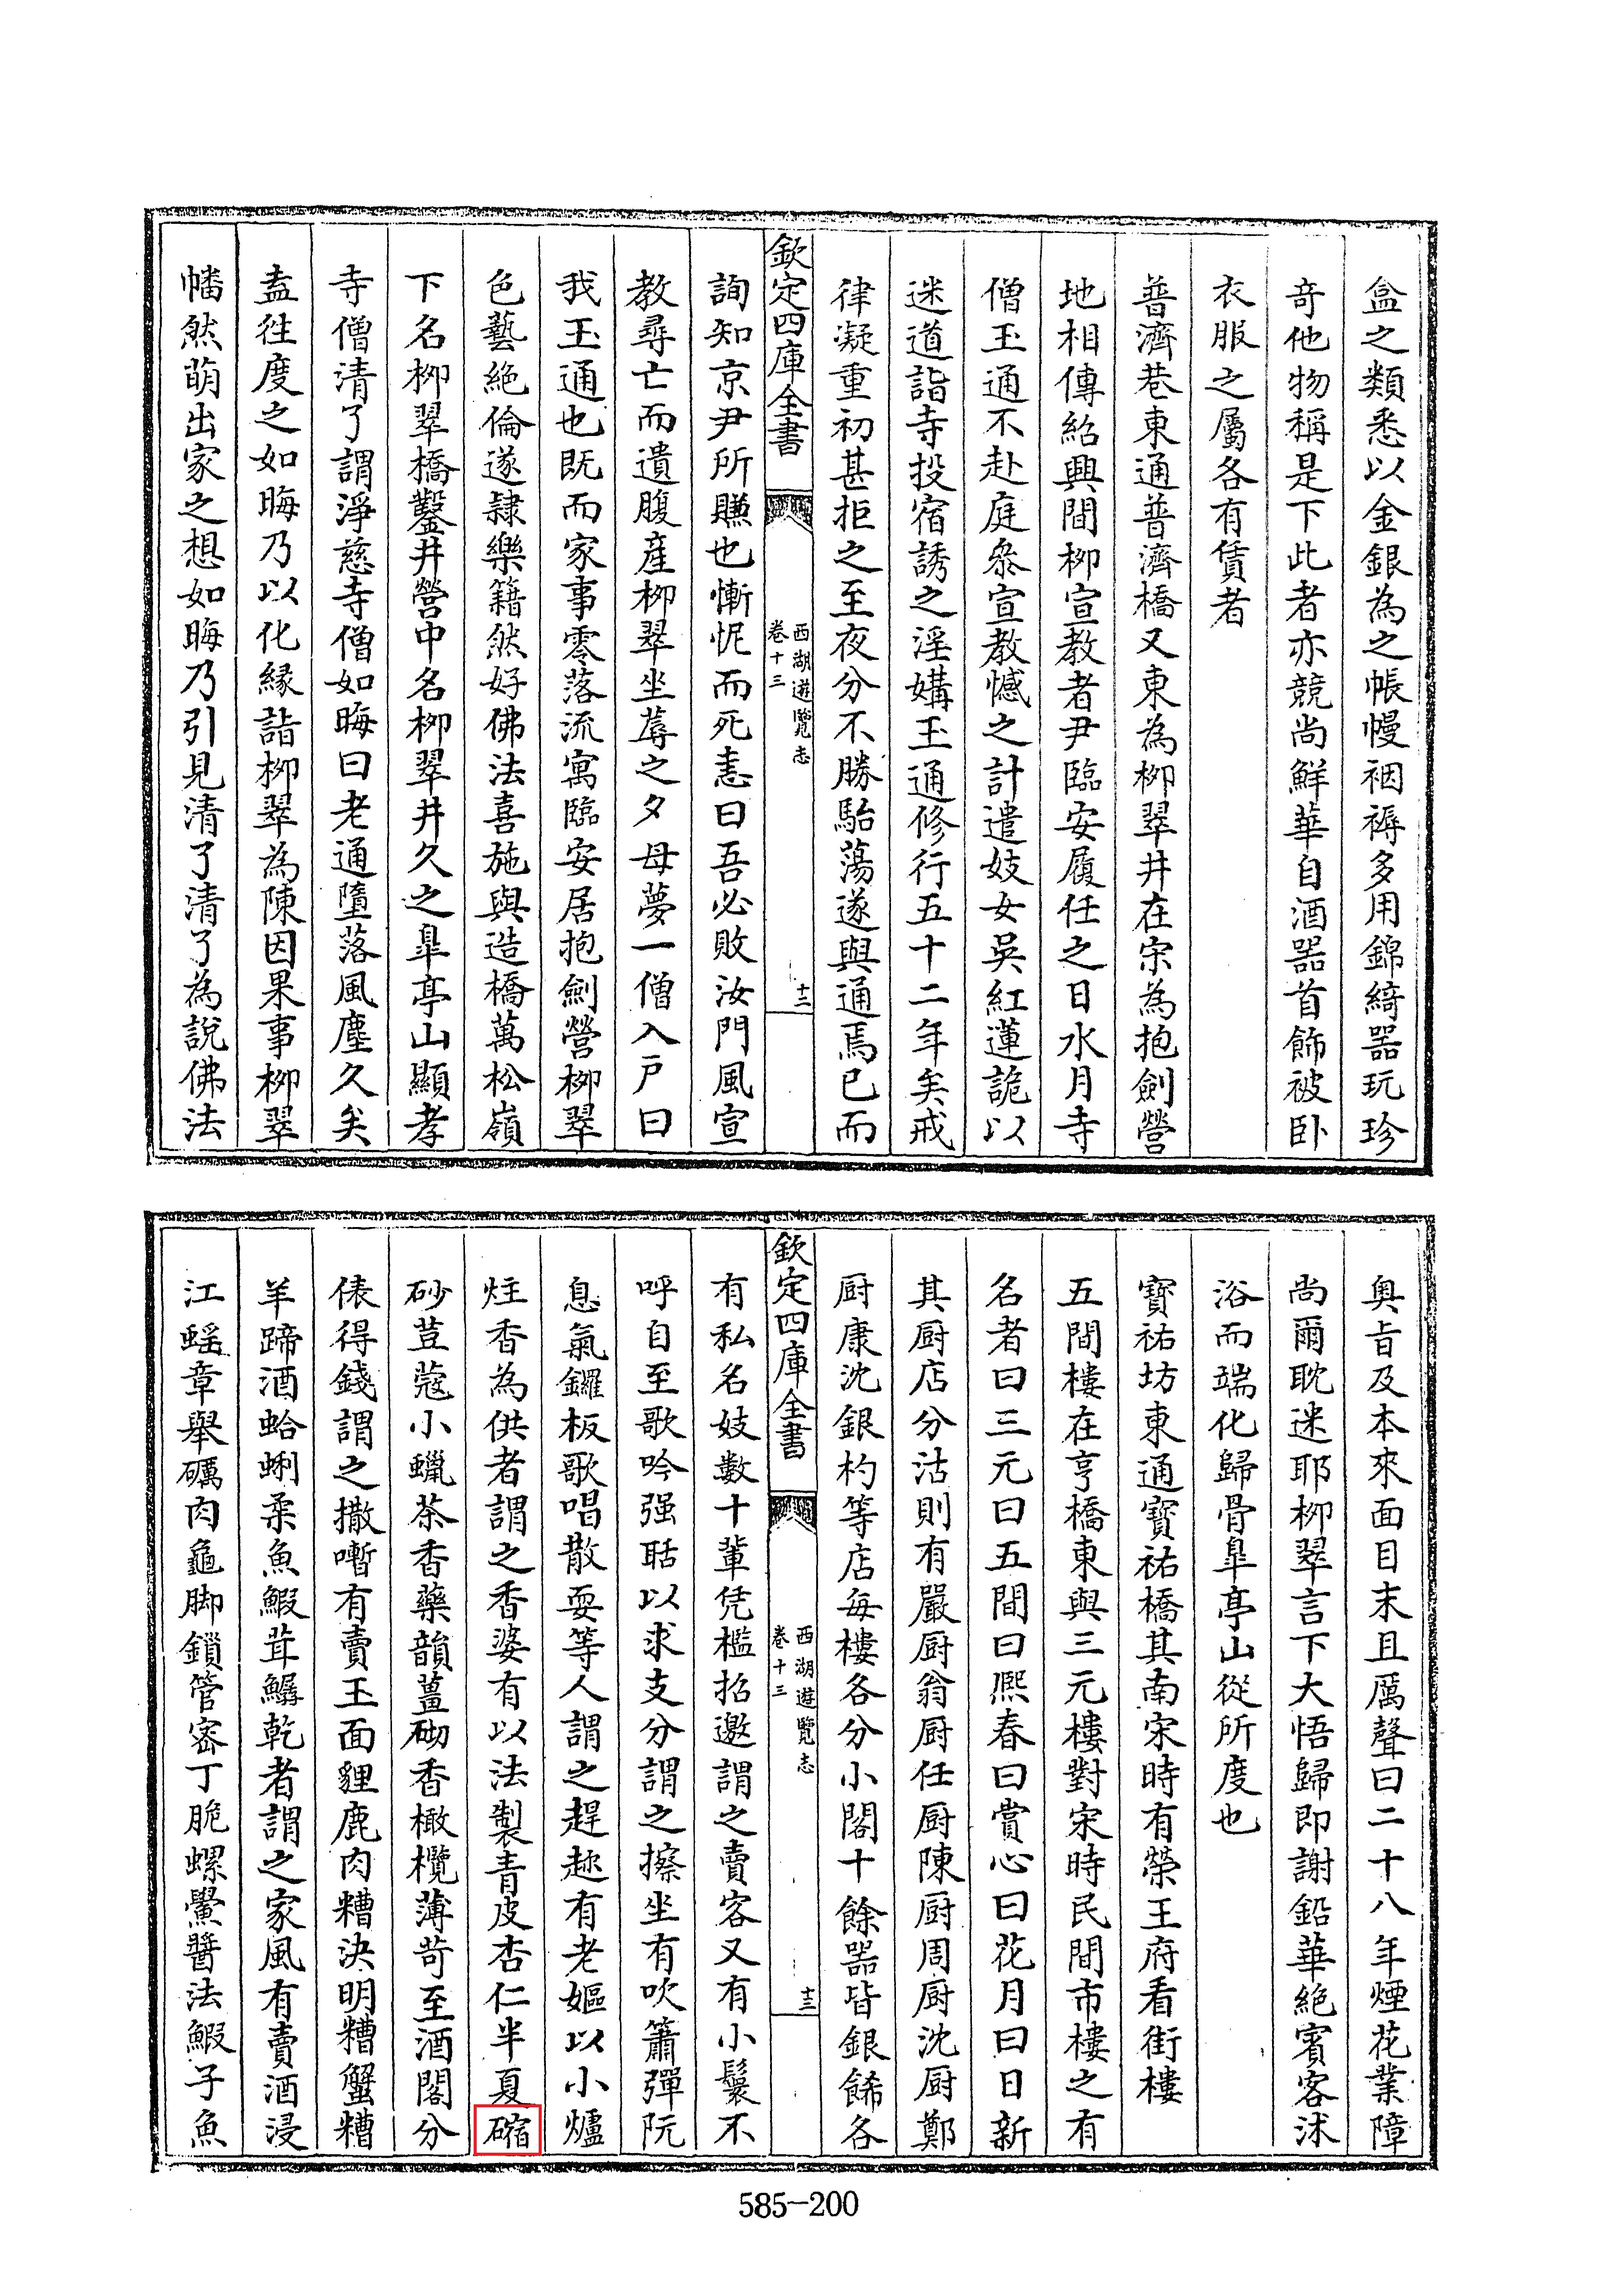 盒之類悉以金銀為之帳幔裀褥多用錦綺器玩珍
奇他物稱是下此者亦競尚鮮華自酒器首飾被卧
衣服之屬各有賃者
普濟巷東通普濟橋又東為柳翠井在宋為抱劍營
地相傳紹興間柳宣教者尹臨安履任之日水月寺
僧玉通不赴庭叅宣教憾之計遣妓女吳紅蓮詭以
迷道詣寺投宿誘之淫媾玉通修行五十二年矣戒
律凝重初甚拒之至夜分不勝駘蕩遂與通焉已而
欽定四庫全書
西湖遊覽志
卷十三
十二
詢知京尹所賺也慚怩而死恚曰吾必敗汝門風宣
教尋亡而遺腹產柳翠坐蓐之夕母夢一僧入戶曰
我玉通也既而家事零落流寓臨安居抱劍營柳翠
色藝絕倫遂隸樂籍然好佛法喜施與造橋萬松嶺
下名柳翠橋鑿井營中名柳翠井久之臯亭山顯孝
寺僧清了謂淨慈寺僧如晦曰老通墮落風塵久矣
盍徃度之如晦乃以化緣詣柳翠為陳因果事柳翠
幡然萌出家之想如晦乃引見清了清了為說佛法
奧旨及本來面目末且厲聲曰二十八年煙花業障
尚爾耽迷耶柳翠言下大悟歸即謝鉛華絕賓客沐
浴而端化歸骨臯亭山從所度也
寶祐坊東通寶祐橋其南宋時有榮王府看街樓
五間樓在亨橋東與三元樓對宋時民間市樓之有
名者曰三元曰五間曰熈春曰賞心曰花月曰日新
其厨店分沽則有嚴厨翁厨任厨陳厨周厨沈厨鄭
厨康沈銀杓等店每樓各分小閣十餘器皆銀餙各
欽定四庫全書
西湖遊覽志
卷十三
十三
有私名妓數十輩凭檻招邀謂之賣客又有小鬟不
呼自至歌吟强聒以求支分謂之擦坐有吹簫彈阮
息氣鑼板歌唱散耍等人謂之趕趂有老嫗以小爐
炷香為供者謂之香婆有以法製青皮杏仁半夏⿰石宿
砂荳蔻小蠟茶香藥韻薑砌香橄欖薄苛至酒閣分
俵得錢謂之撒嚽有賣玉面貍鹿肉糟决明糟蟹糟
羊蹄酒蛤蜊柔魚鰕茸鱕乾者謂之家風有賣酒浸
江䗂章舉礪肉龜脚鎖管宻丁脆螺鱟醬法鰕子魚
585-200